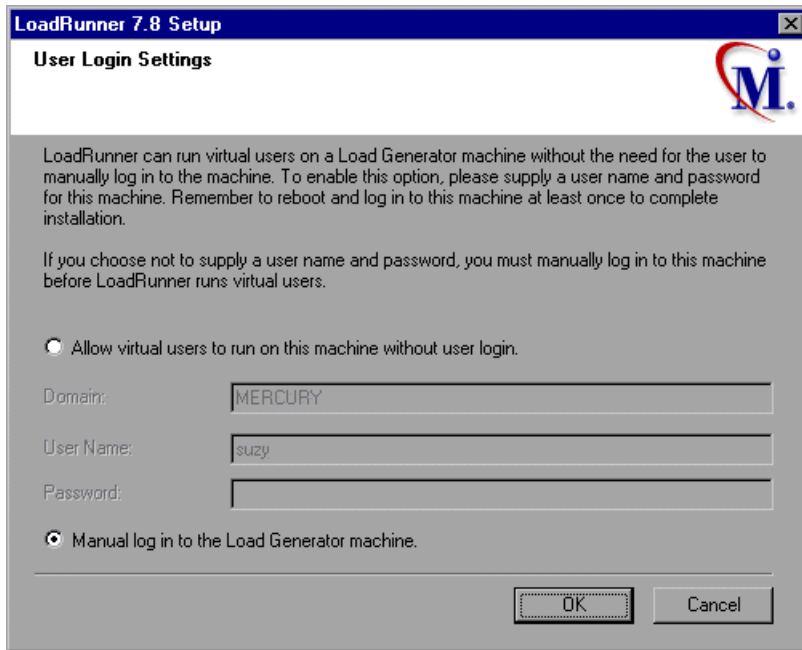 LoadRunner 7.8 Setup
User Login Settings
M.
LoadRunner can run virtual users on a Load Generator machine without the need for the user to
manually log in to the machine. To enable this option, please supply a user name and password
for this machine. Remember to reboot and log in to this machine at least once to complete
installation.
If you choose not to supply a user name and password, you must manually log in to this machine
before LoadRunner runs virtual users.
Allow virtual users to run on this machine without user login.
Domain: MERCURY
User Name: suzy
Password:
Manual log in to the Load Generator machine.
OK Cancel